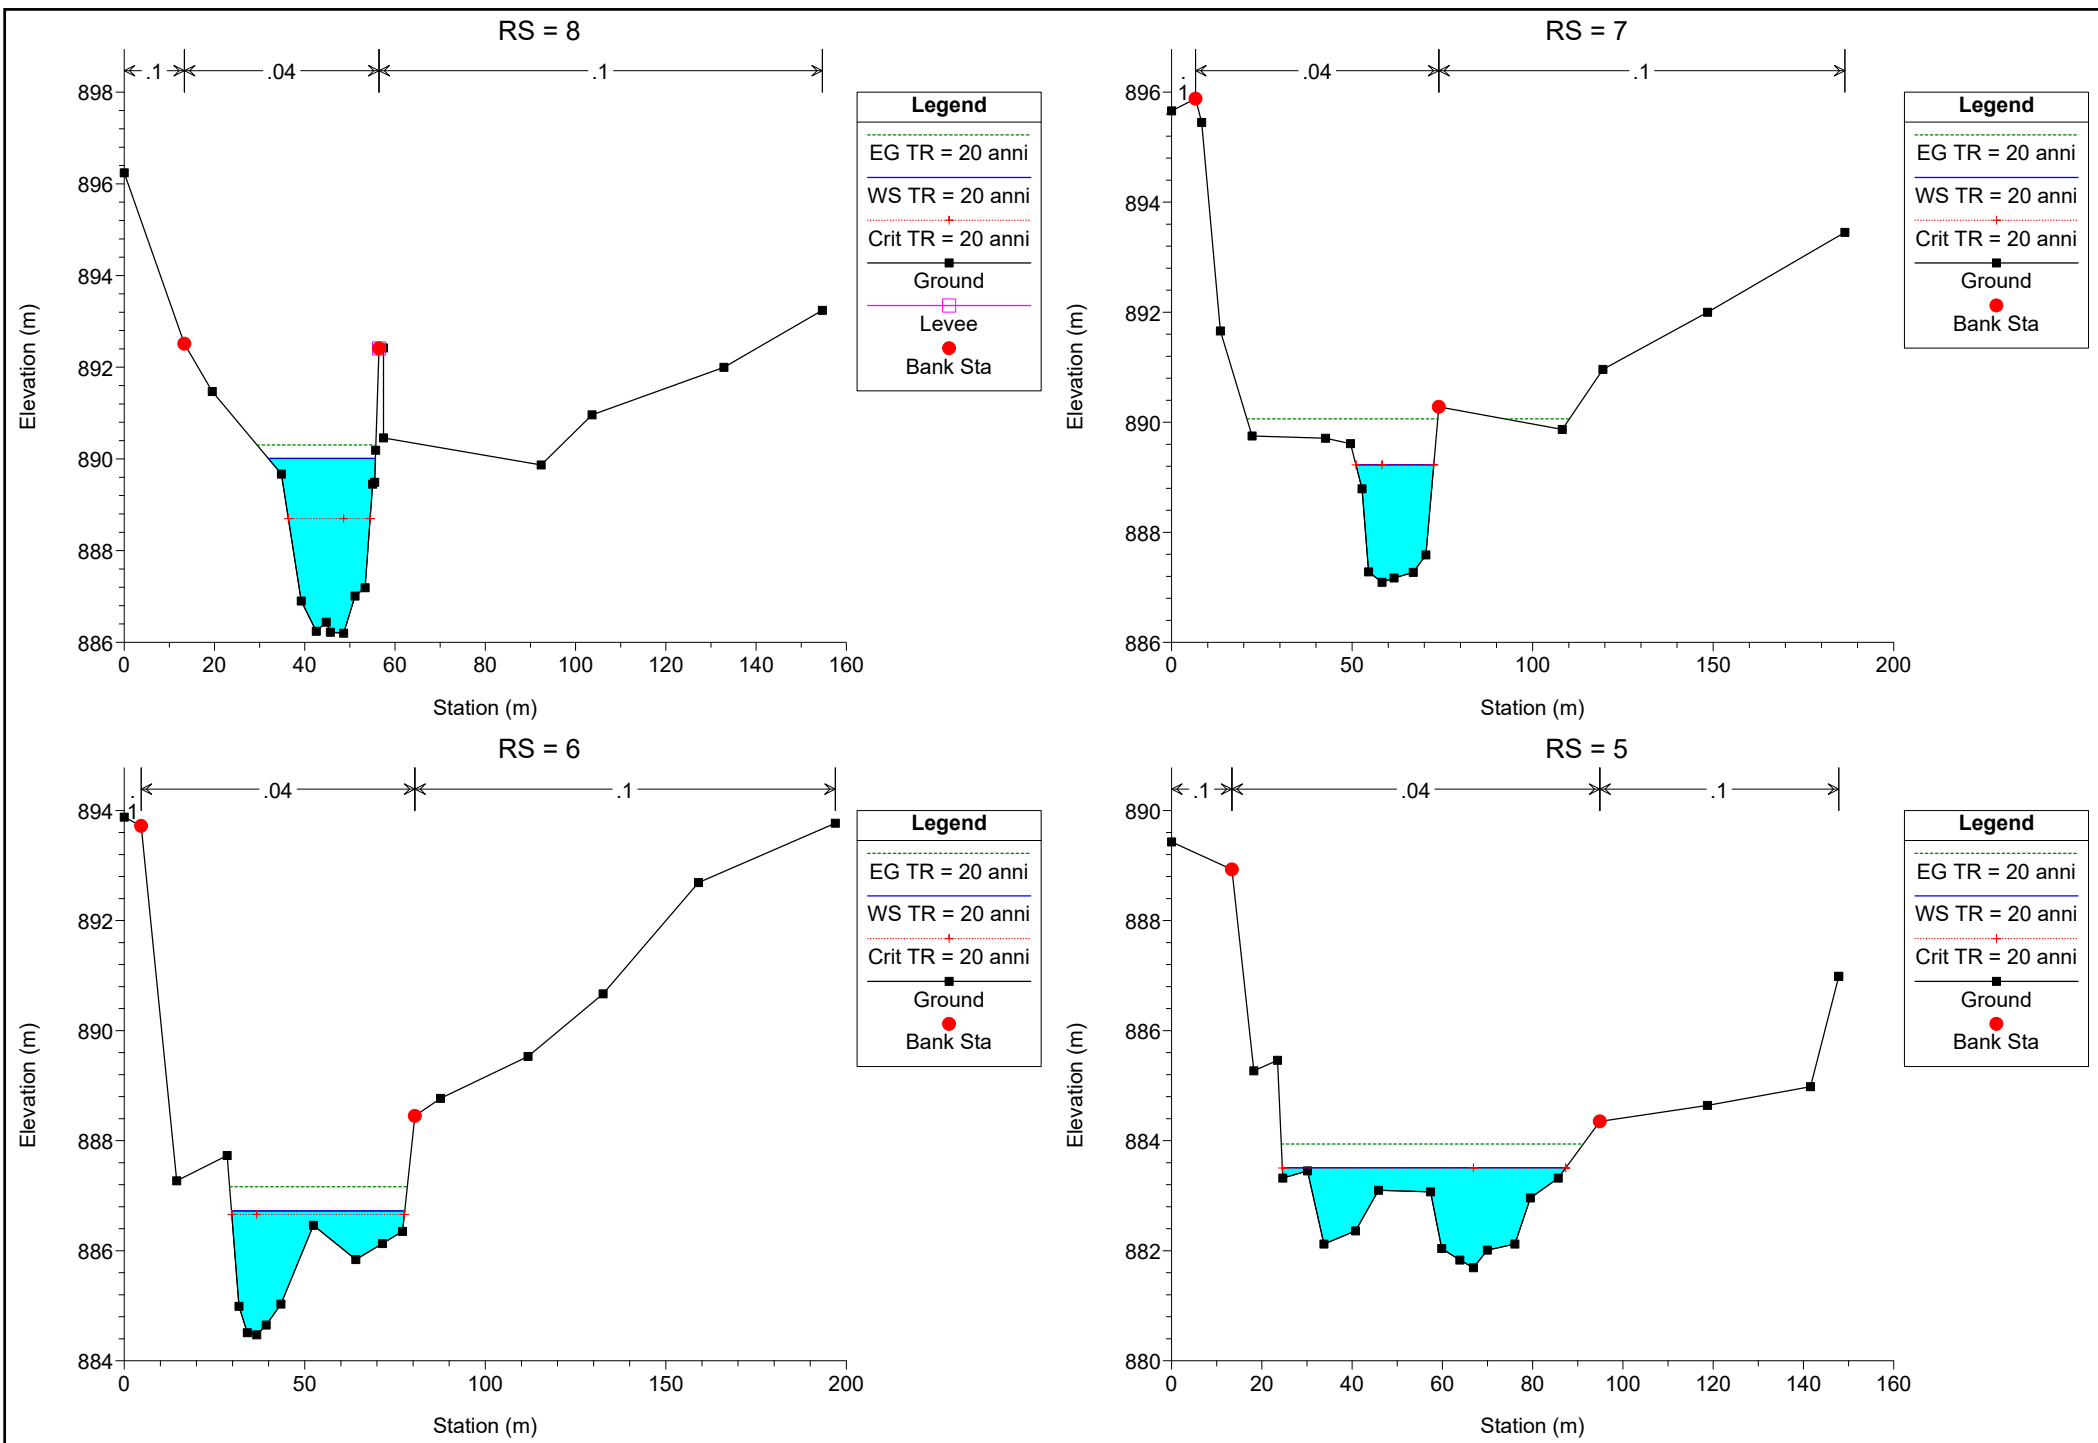 RS = 8
.1 .04 .1
898
896
894
892
890
888
886
Elevation (m)
0 20 40 60 80 100 120 140 160
Station (m)
Legend
EG TR = 20 anni
WS TR = 20 anni
Crit TR = 20 anni
Ground
Levee
Bank Sta
RS = 7
.1 .04 .1
896
894
892
890
888
886
Elevation (m)
0 50 100 150 200
Station (m)
Legend
EG TR = 20 anni
WS TR = 20 anni
Crit TR = 20 anni
Ground
Bank Sta
RS = 6
.1 .04 .1
894
892
890
888
886
884
Elevation (m)
0 50 100 150 200
Station (m)
Legend
EG TR = 20 anni
WS TR = 20 anni
Crit TR = 20 anni
Ground
Bank Sta
RS = 5
.1 .04 .1
890
888
886
884
882
880
Elevation (m)
0 20 40 60 80 100 120 140 160
Station (m)
Legend
EG TR = 20 anni
WS TR = 20 anni
Crit TR = 20 anni
Ground
Bank Sta